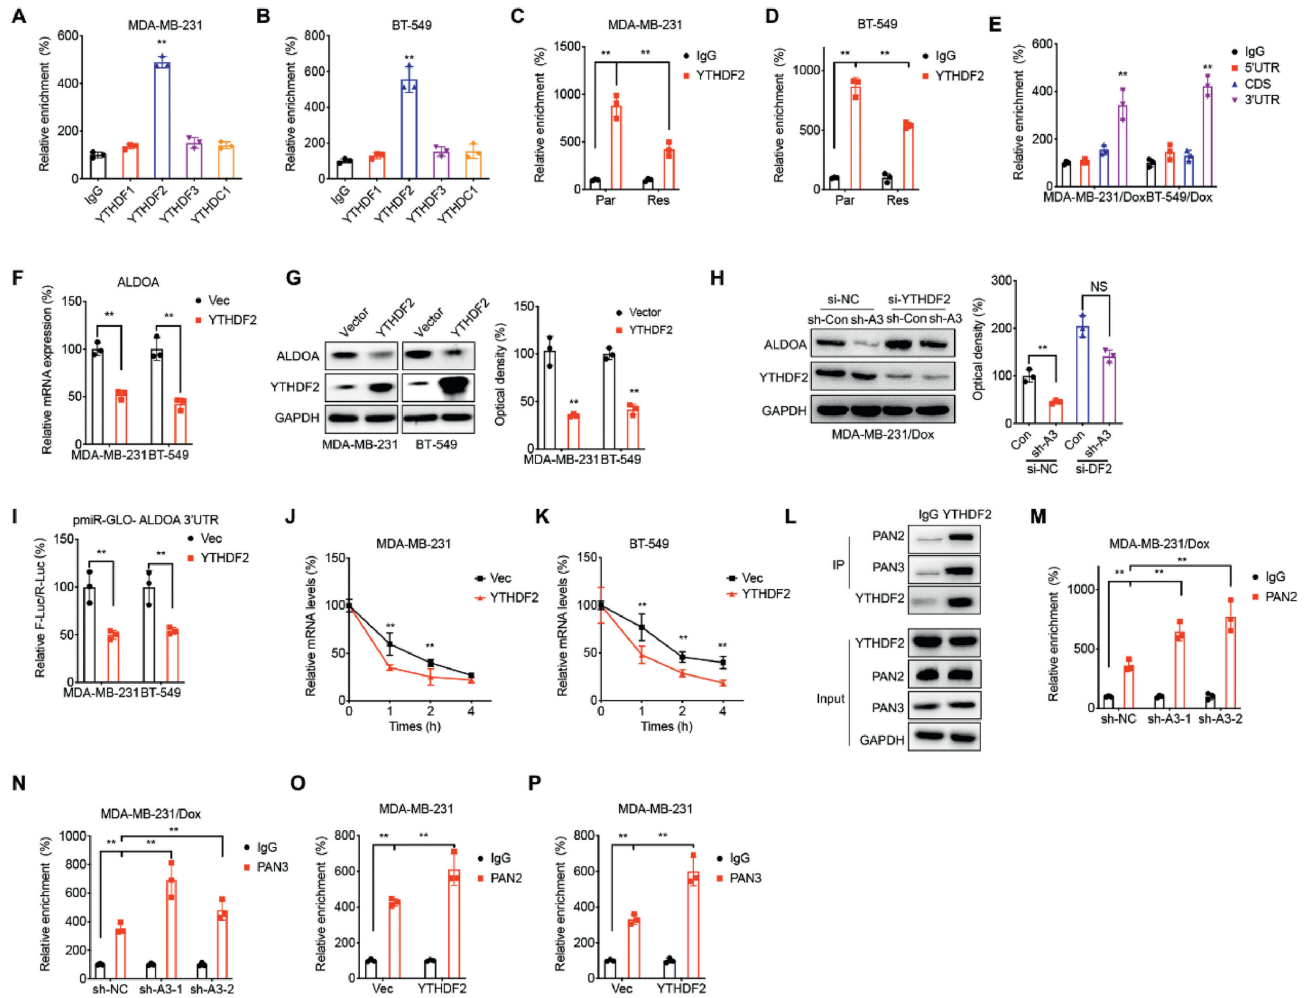 A
MDA-MB-231
Relative enrichment (%)
600
400
200
0
**
IgG
YTHDF1
YTHDF2
YTHDF3
YTHDC1
B
BT-549
Relative enrichment (%)
800
600
400
200
0
**
IgG
YTHDF1
YTHDF2
YTHDF3
YTHDC1
C
MDA-MB-231
Relative enrichment (%)
1500
1000
500
0
** **
Par Res
IgG
YTHDF2
D
BT-549
Relative enrichment (%)
1000
500
0
** **
Par Res
IgG
YTHDF2
E
Relative enrichment (%)
600
400
200
0
** **
MDA-MB-231/Dox BT-549/Dox
IgG
5'UTR
CDS
3'UTR
F
ALDOA
Relative mRNA expression (%)
150
100
50
0
** **
MDA-MB-231 BT-549
Vec
YTHDF2
G
Vector YTHDF2 Vector YTHDF2
ALDOA
YTHDF2
GAPDH
MDA-MB-231 BT-549
Optical density (%)
150
100
50
0
** **
MDA-MB-231 BT-549
Vector
YTHDF2
H
si-NC si-YTHDF2
sh-Con sh-A3 sh-Con sh-A3
ALDOA
YTHDF2
GAPDH
MDA-MB-231/Dox
Optical density (%)
300
200
100
0
** NS
Con sh-A3 Con sh-A3
si-NC si-DF2
I
pmiR-GLO- ALDOA 3'UTR
Relative F-Luc/R-Luc (%)
150
100
50
0
** **
MDA-MB-231 BT-549
Vec
YTHDF2
J
MDA-MB-231
Relative mRNA levels (%)
150
100
50
0
** **
0 1 2 4
Times (h)
Vec
YTHDF2
K
BT-549
Relative mRNA levels (%)
150
100
50
0
** ** **
0 1 2 4
Times (h)
Vec
YTHDF2
L
IgG YTHDF2
IP
PAN2
PAN3
YTHDF2
Input
YTHDF2
PAN2
PAN3
GAPDH
M
MDA-MB-231/Dox
Relative enrichment (%)
1000
500
0
** ** **
sh-NC sh-A3-1 sh-A3-2
IgG
PAN2
N
MDA-MB-231/Dox
Relative enrichment (%)
1000
800
600
400
200
0
** ** **
sh-NC sh-A3-1 sh-A3-2
IgG
PAN3
O
MDA-MB-231
Relative enrichment (%)
800
600
400
200
0
** **
Vec YTHDF2
IgG
PAN2
P
MDA-MB-231
Relative enrichment (%)
800
600
400
200
0
** **
Vec YTHDF2
IgG
PAN3